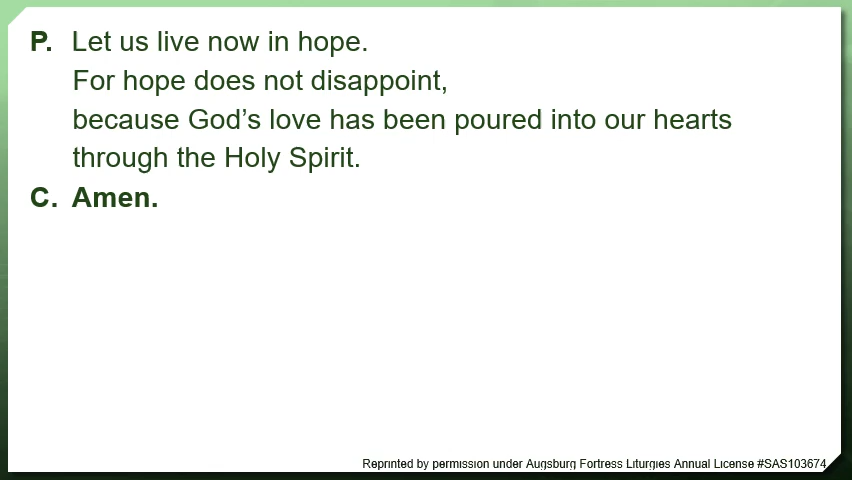 P. Let us live now in hope.
For hope does not disappoint,
because God’s love has been poured into our hearts
through the Holy Spirit.
C. Amen.
Reprinted by permission under Augsburg Fortress Liturgies Annual License #SAS103674